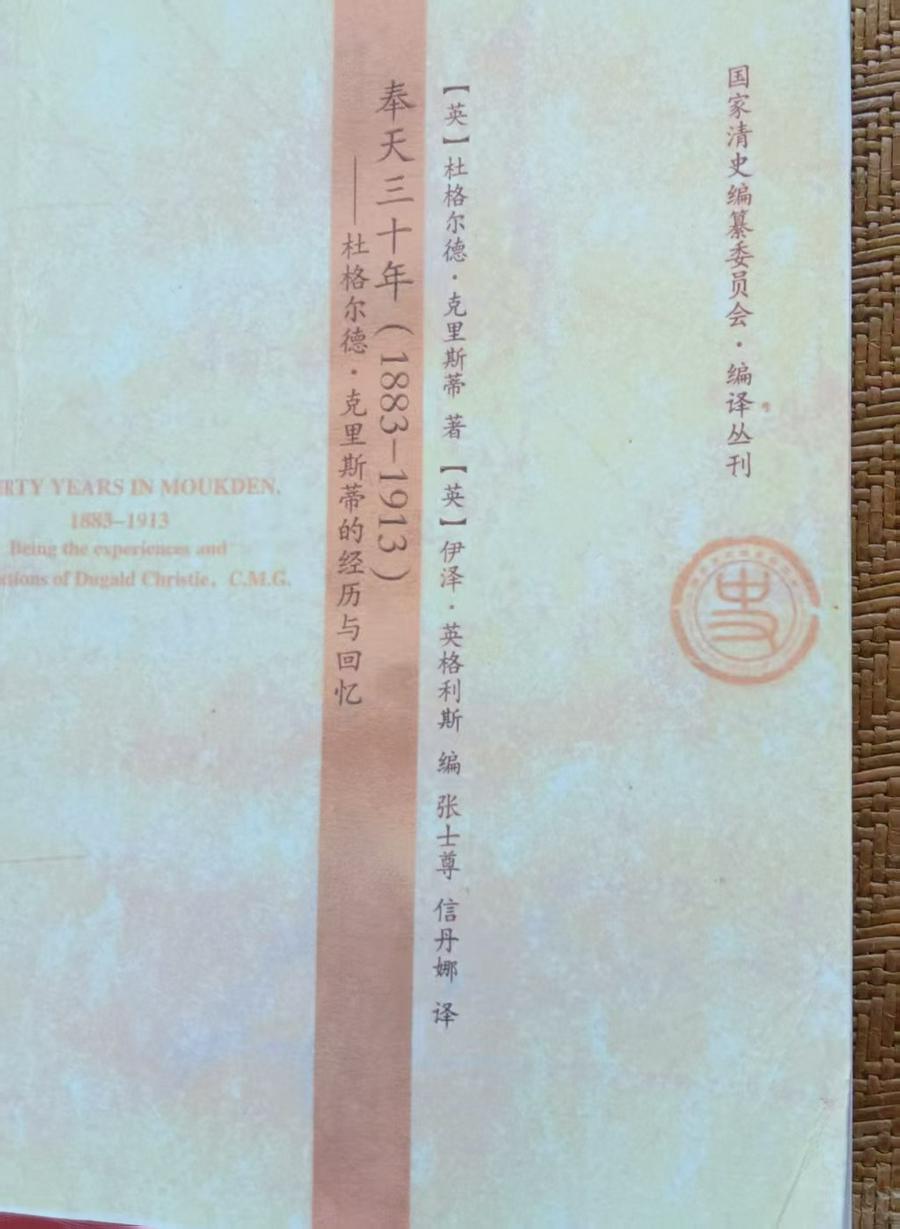 国家清史编纂委员会·编译丛刊
【英】杜格尔德·克里斯蒂 著 【英】伊泽·英格利斯 编 张士尊 信丹娜 译
奉天三十年（1883–1913）
——杜格尔德·克里斯蒂的经历与回忆
YEARS IN MOUKDEN,
1883–1913
Being the experiences and
of Dugald Christie, C.M.G.
史